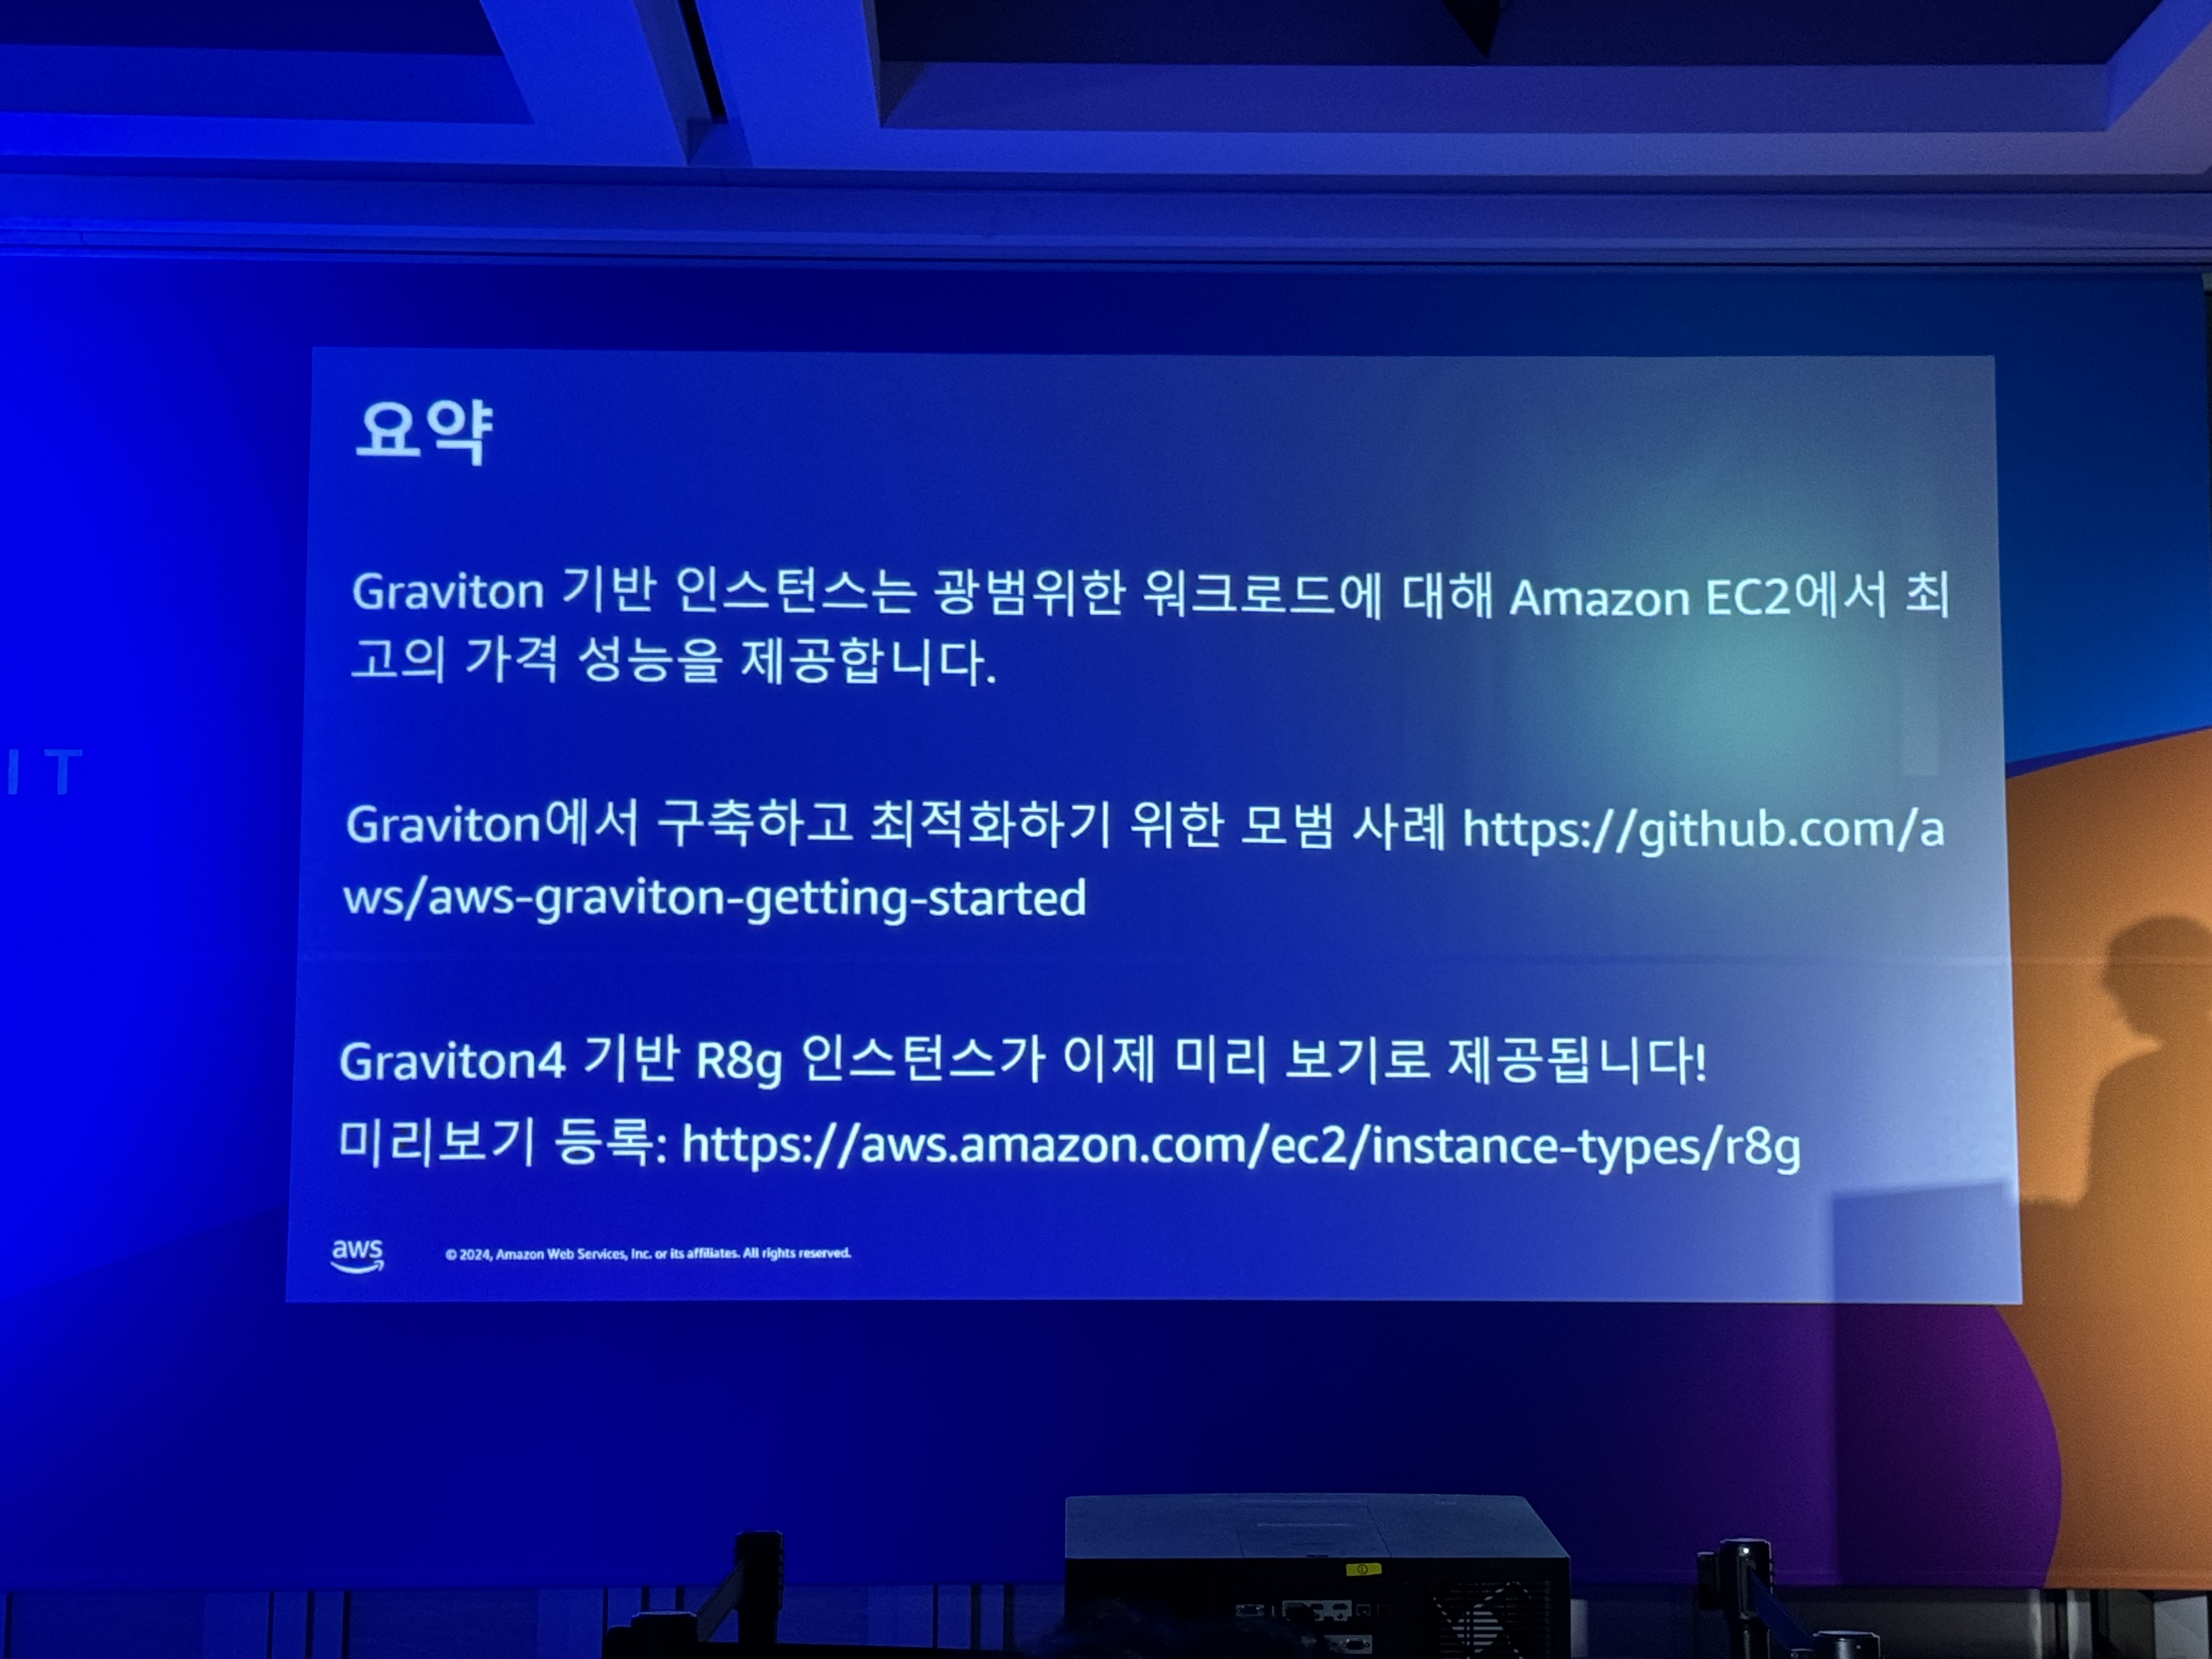 요약
Graviton 기반 인스턴스는 광범위한 워크로드에 대해 Amazon EC2에서 최
고의 가격 성능을 제공합니다.
Graviton에서 구축하고 최적화하기 위한 모범 사례 https://github.com/a
ws/aws-graviton-getting-started
Graviton4 기반 R8g 인스턴스가 이제 미리 보기로 제공됩니다!
미리보기 등록: https://aws.amazon.com/ec2/instance-types/r8g
aws
© 2024, Amazon Web Services, Inc. or its affiliates. All rights reserved.
IT